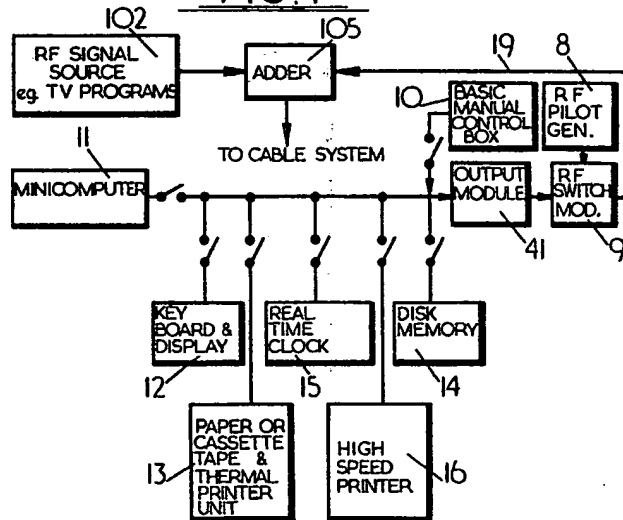 102
RF SIGNAL
SOURCE
eg. TV PROGRAMS
105
ADDER
TO CABLE SYSTEM
19
8
10
BASIC
MANUAL
CONTROL
BOX
RF
PILOT
GEN.
11
MINICOMPUTER
OUTPUT
MODULE
41
RF
SWITCH
MOD.
9
KEY
BOARD &
DISPLAY
12
REAL
TIME
CLOCK
15
DISK
MEMORY
14
PAPER OR
CASSETTE
TAPE &
THERMAL
PRINTER
UNIT
13
HIGH
SPEED
PRINTER
16